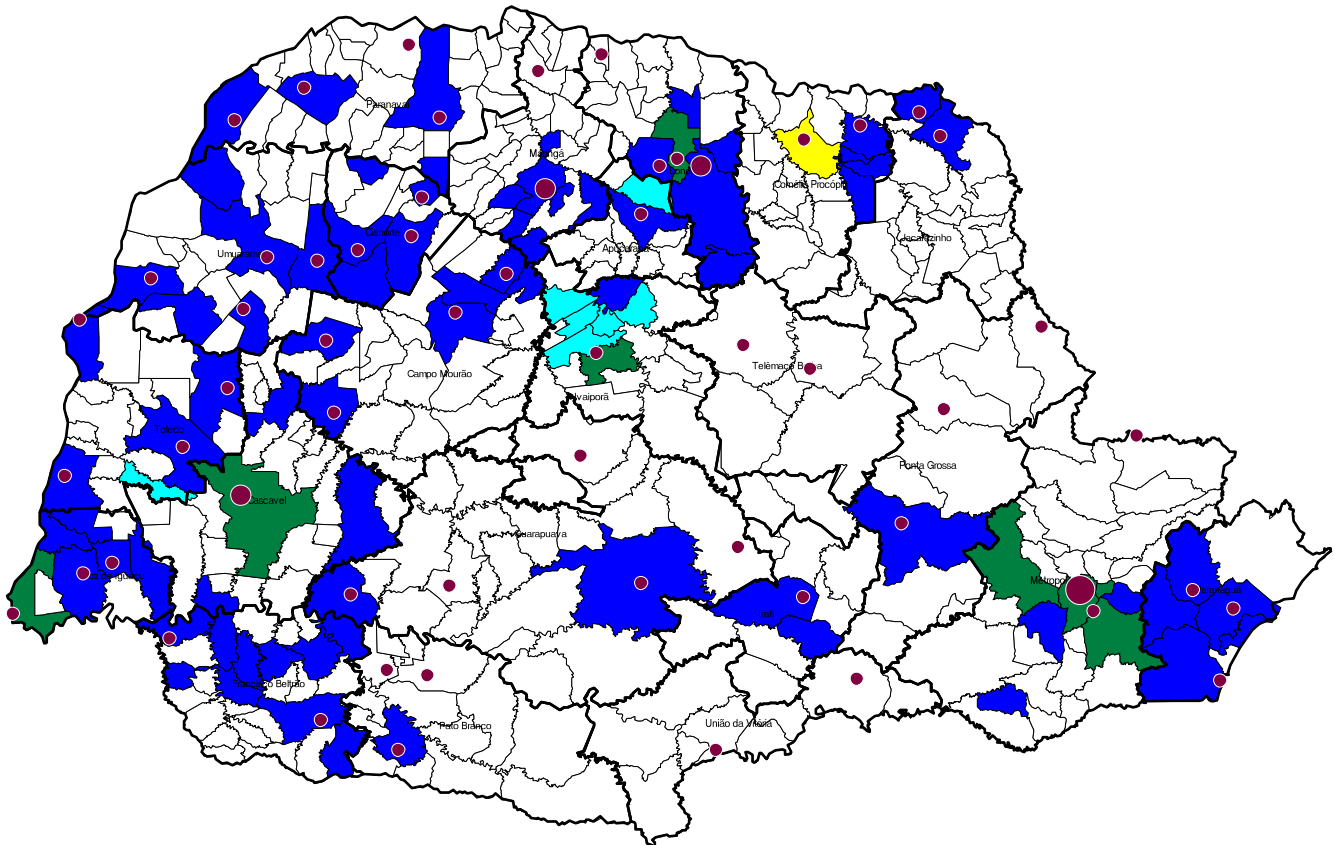 Paranavaí
Maringá
Cornélio Procópio
Cianorte
Umuarama
Apucarana
Jacarezinho
Campo Mourão
Telêmaco Borba
Ivaiporã
Toledo
Ponta Grossa
Cascavel
Guarapuava
Irati
Francisco Beltrão
Pato Branco
União da Vitória